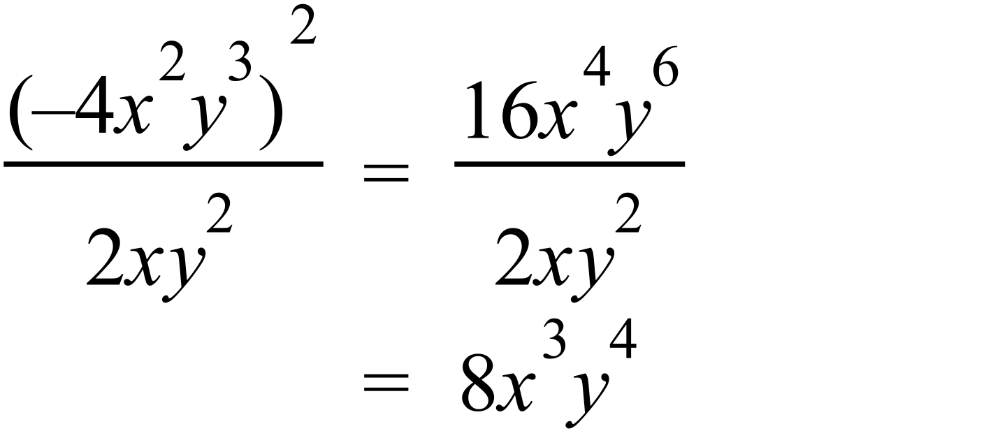 (–4x²y³)² / 2xy² = 16x⁴y⁶ / 2xy²
= 8x³y⁴